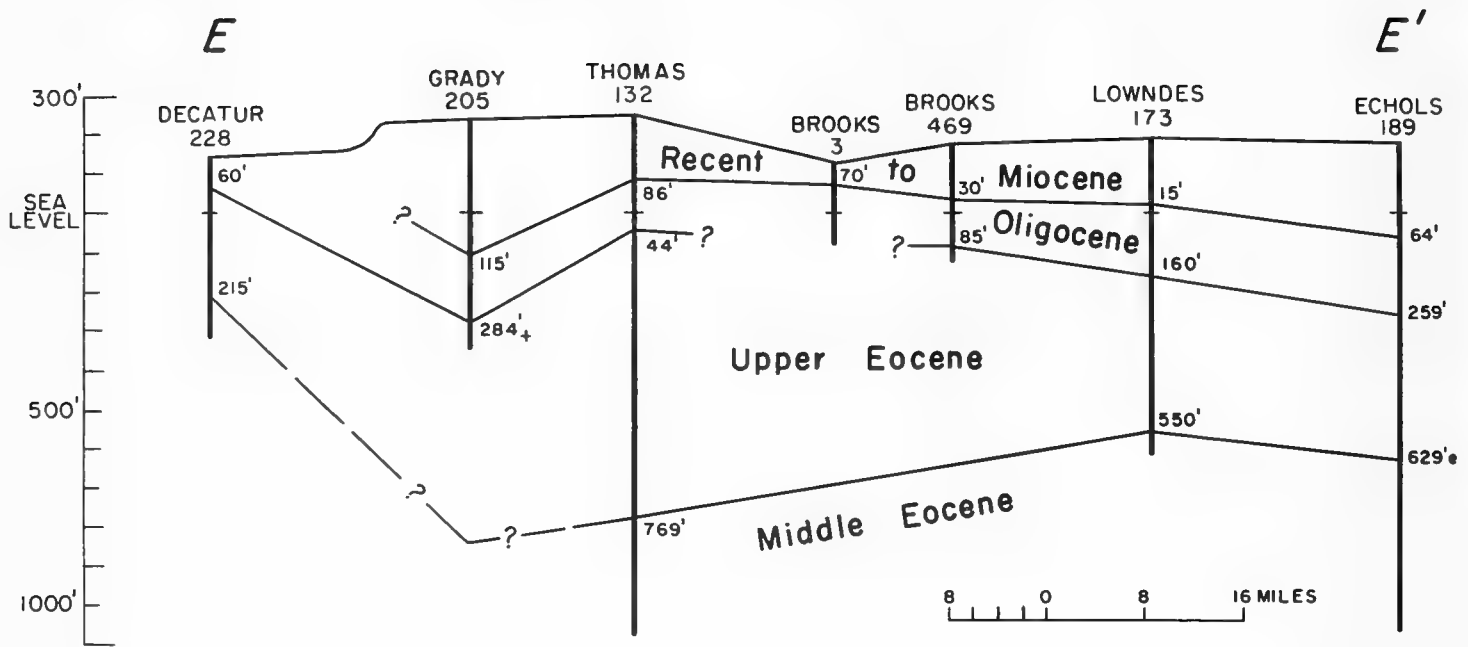 E E'
DECATUR
228
GRADY
205
THOMAS
132
BROOKS
3
BROOKS
469
LOWNDES
173
ECHOLS
189
300'
SEA
LEVEL
500'
1000'
60'
215'
?
115'
284'+
86'
44'
?
70'
?
30'
85'
15'
160'
550'
64'
259'
629'e
769'
?
?
Recent to Miocene
Oligocene
Upper Eocene
Middle Eocene
8 0 8 16 MILES